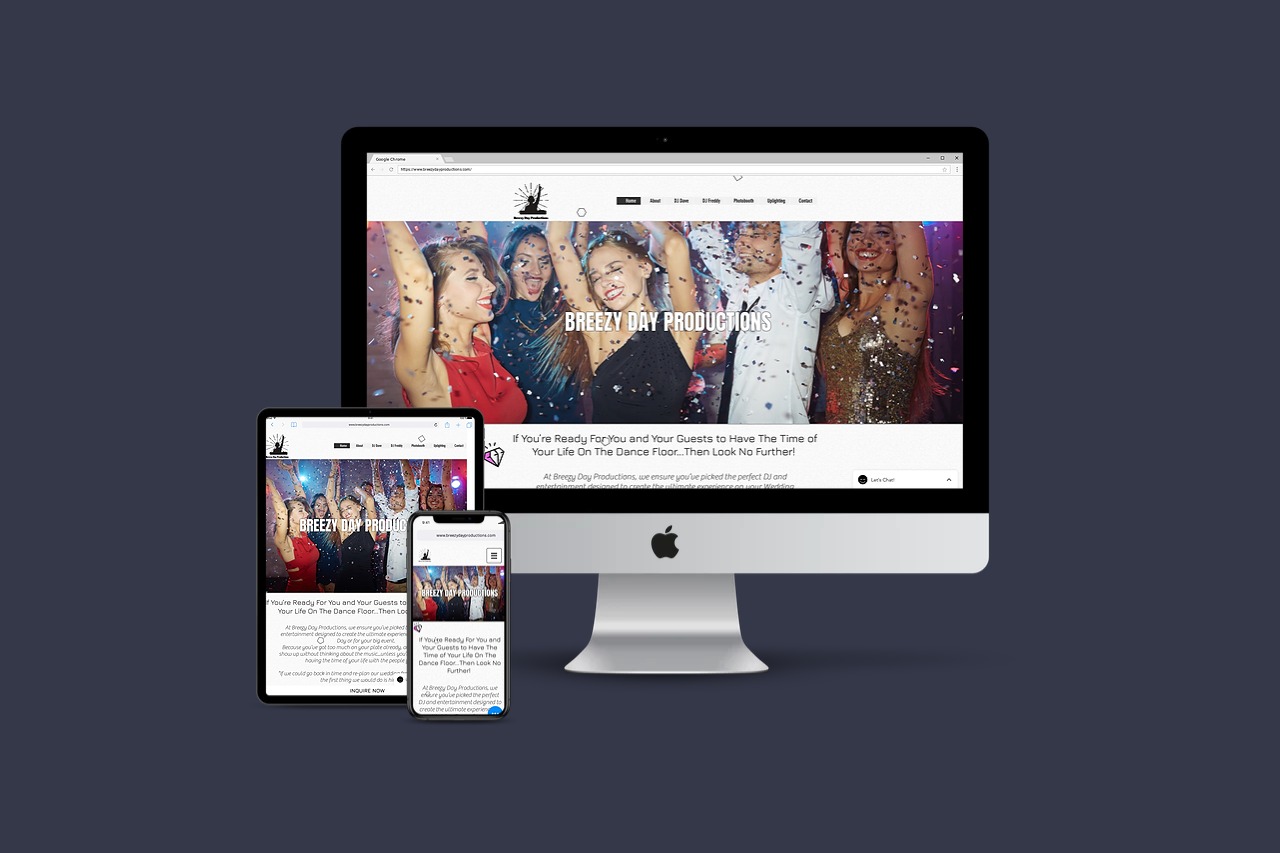 Google Chrome
https://www.breezydayproductions.com/
Breezy Day Productions
Home About DJ Dave DJ Freddy Photobooth Uplighting Contact
BREEZY DAY PRODUCTIONS
If You're Ready For You and Your Guests to Have The Time of
Your Life On The Dance Floor...Then Look No Further!
At Breezy Day Productions, we ensure you've picked the perfect DJ and
entertainment designed to create the ultimate experience on your Wedding
Let's Chat!
www.breezydayproductions.com
Home About DJ Dave DJ Freddy Photobooth Uplighting Contact
BREEZY DAY PRODUC
If You're Ready For You and Your Guests to
Your Life On The Dance Floor...Then Loo
At Breezy Day Productions, we ensure you've picked
entertainment designed to create the ultimate experien
Day or for your big event.
Because you've got too much on your plate already, a
show up without thinking about the music...unless you
having the time of your life with the people
"If we could go back in time and re-plan our wedding
the first thing we would do is hi
INQUIRE NOW
9:41
www.breezydayproductions.com
BREEZY DAY PRODUCTIONS
If You're Ready For You and
Your Guests to Have The
Time of Your Life On The
Dance Floor...Then Look No
Further!
At Breezy Day Productions, we
ensure you've picked the perfect
DJ and entertainment designed to
create the ultimate experien